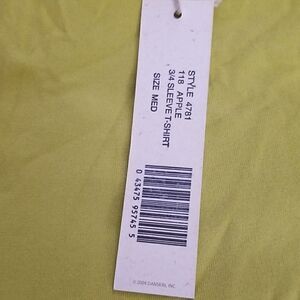 STYLE 4781
118 APPLE
3/4 SLEEVE T-SHIRT
SIZE MED
0 43475 95745 5
© 2004 DANSKIN, INC.